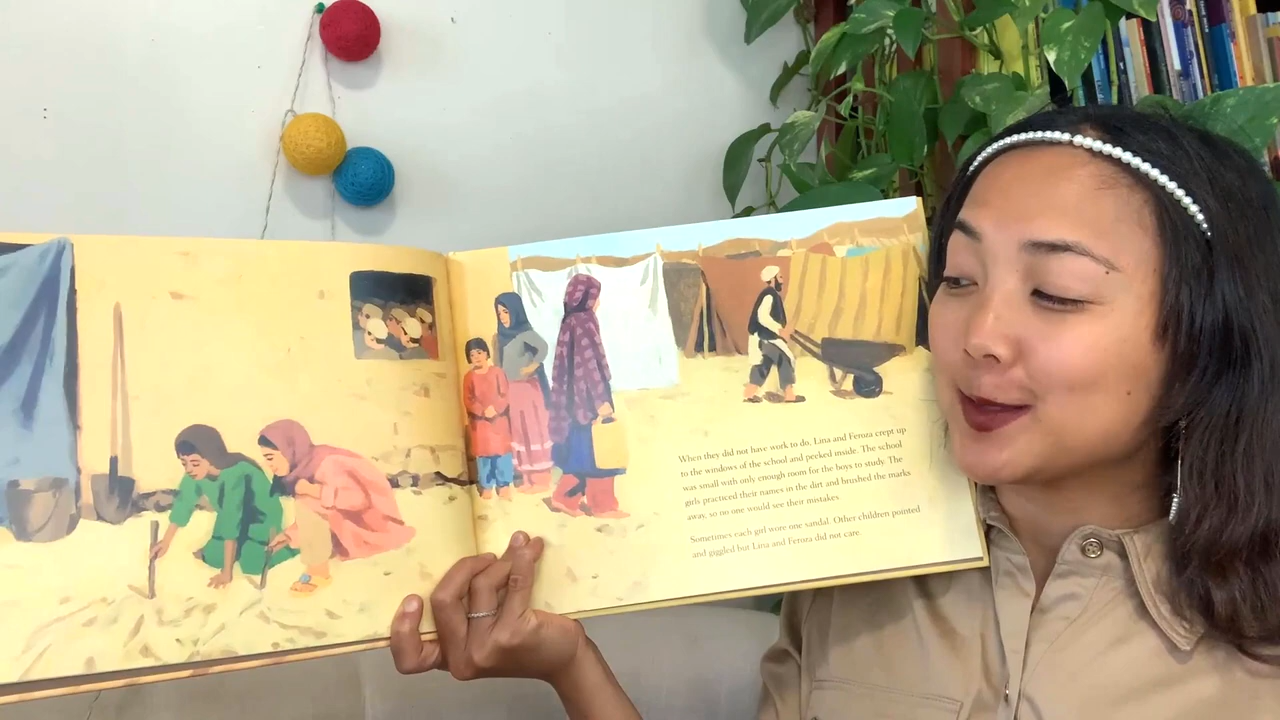 When they did not have work to do, Lina and Feroza crept up
to the windows of the school and peeked inside. The school
was small with only enough room for the boys to study. The
girls practiced their names in the dirt and brushed the marks
away, so no one would see their mistakes.
Sometimes each girl wore one sandal. Other children pointed
and giggled but Lina and Feroza did not care.